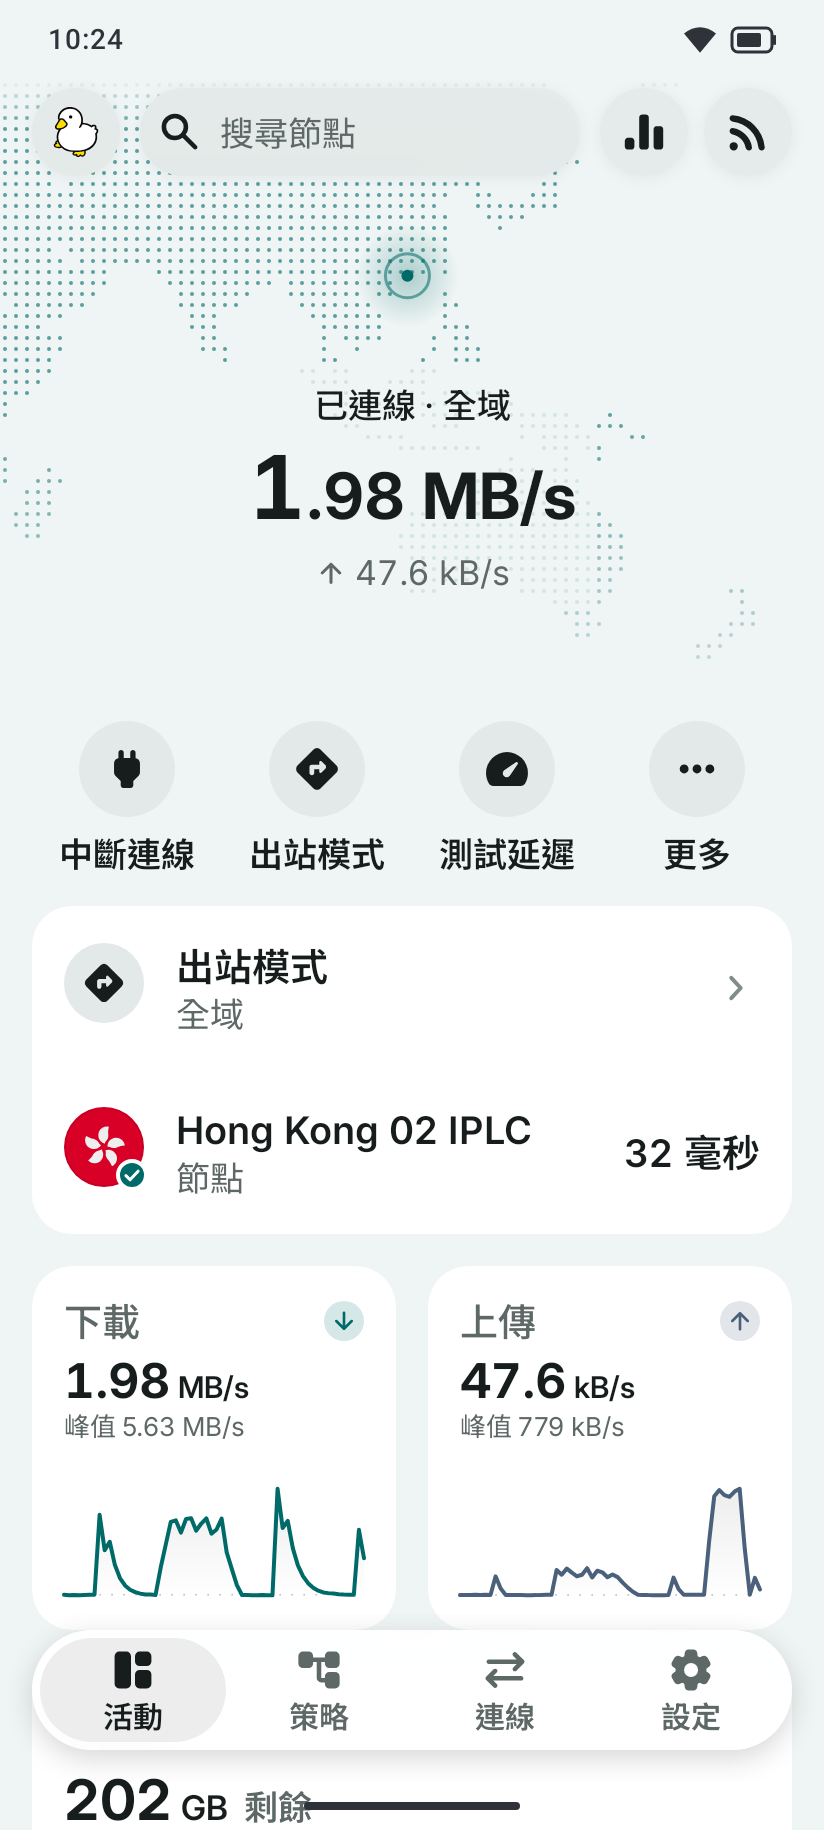 10:24
搜尋節點
已連線 · 全域
1.98 MB/s
↑ 47.6 kB/s
中斷連線 出站模式 測試延遲 更多
出站模式
全域
Hong Kong 02 IPLC
節點
32 毫秒
下載
1.98 MB/s
峰值 5.63 MB/s
上傳
47.6 kB/s
峰值 779 kB/s
活動 策略 連線 設定
202 GB 剩餘